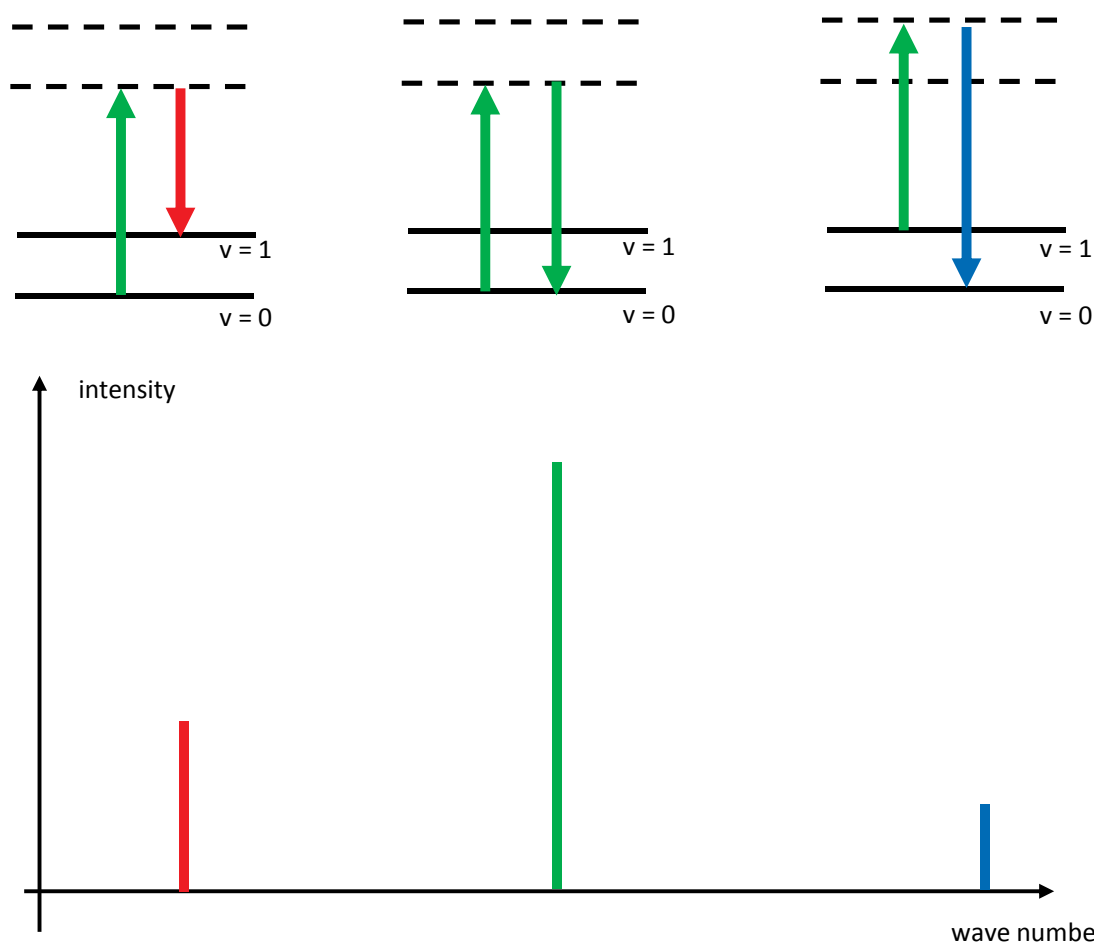 v = 1
v = 0
v = 1
v = 0
v = 1
v = 0
intensity
wave numbe